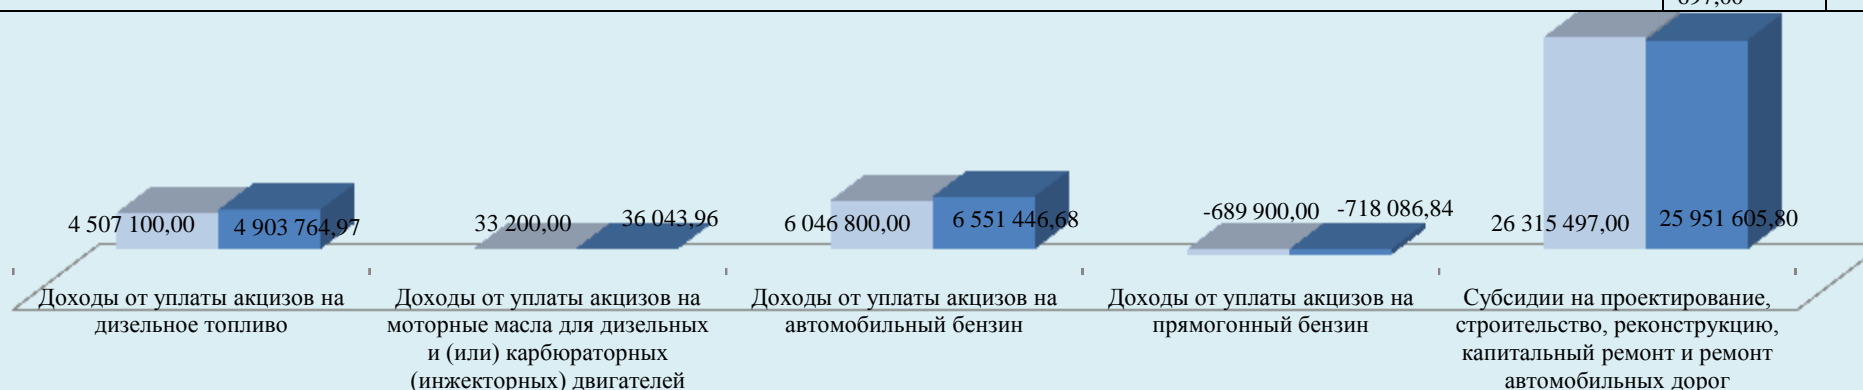 4 507 100,00
4 903 764,97
33 200,00
36 043,96
6 046 800,00
6 551 446,68
-689 900,00
-718 086,84
26 315 497,00
25 951 605,80
Доходы от уплаты акцизов на
дизельное топливо
Доходы от уплаты акцизов на
моторные масла для дизельных
и (или) карбюраторных
(инжекторных) двигателей
Доходы от уплаты акцизов на
автомобильный бензин
Доходы от уплаты акцизов на
прямогонный бензин
Субсидии на проектирование,
строительство, реконструкцию,
капитальный ремонт и ремонт
автомобильных дорог